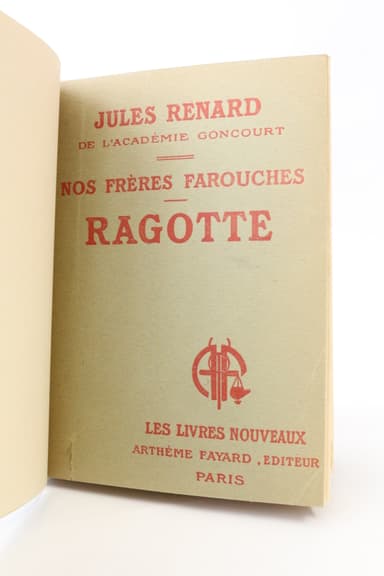 JULES RENARD
DE L'ACADÉMIE GONCOURT
NOS FRÈRES FAROUCHES
RAGOTTE
LES LIVRES NOUVEAUX
ARTHÈME FAYARD, EDITEUR
PARIS